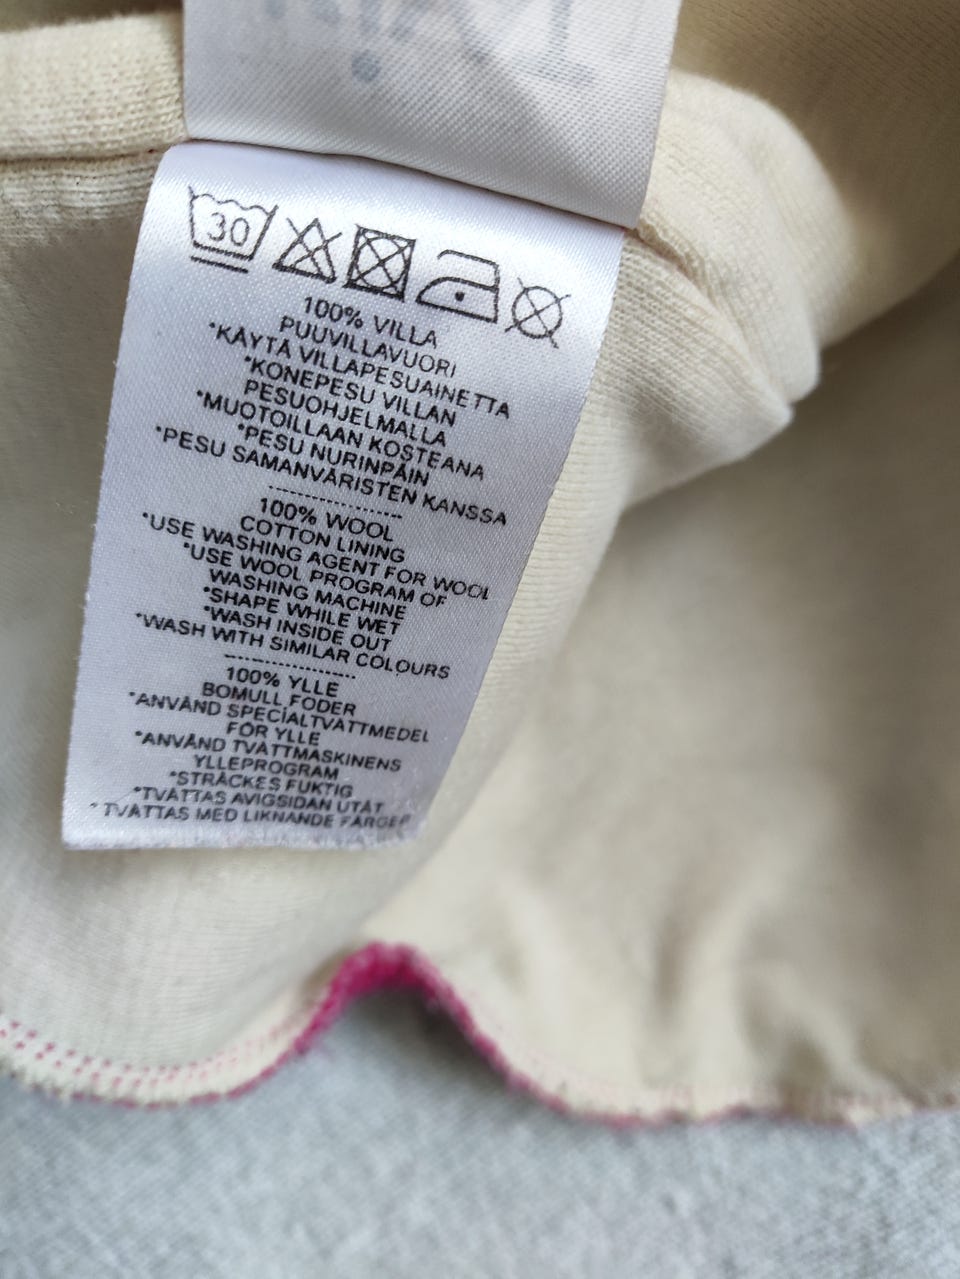 30
100% VILLA
PUUVILLAVUORI
*KÄYTÄ VILLAPESUAINETTA
*KONEPESU VILLAN
PESUOHJELMALLA
*MUOTOILLAAN KOSTEANA
*PESU NURINPÄIN
*PESU SAMANVÄRISTEN KANSSA
100% WOOL
COTTON LINING
*USE WASHING AGENT FOR WOOL
*USE WOOL PROGRAM OF
WASHING MACHINE
*SHAPE WHILE WET
*WASH INSIDE OUT
*WASH WITH SIMILAR COLOURS
100% YLLE
BOMULL FODER
*ANVÄND SPECIALTVÄTTMEDEL
FÖR YLLE
*ANVÄND TVÄTTMASKINENS
YLLEPROGRAM
*STRÄCKES FUKTIG
*TVÄTTAS AVIGSIDAN UTÅT
*TVÄTTAS MED LIKNANDE FÄRGER